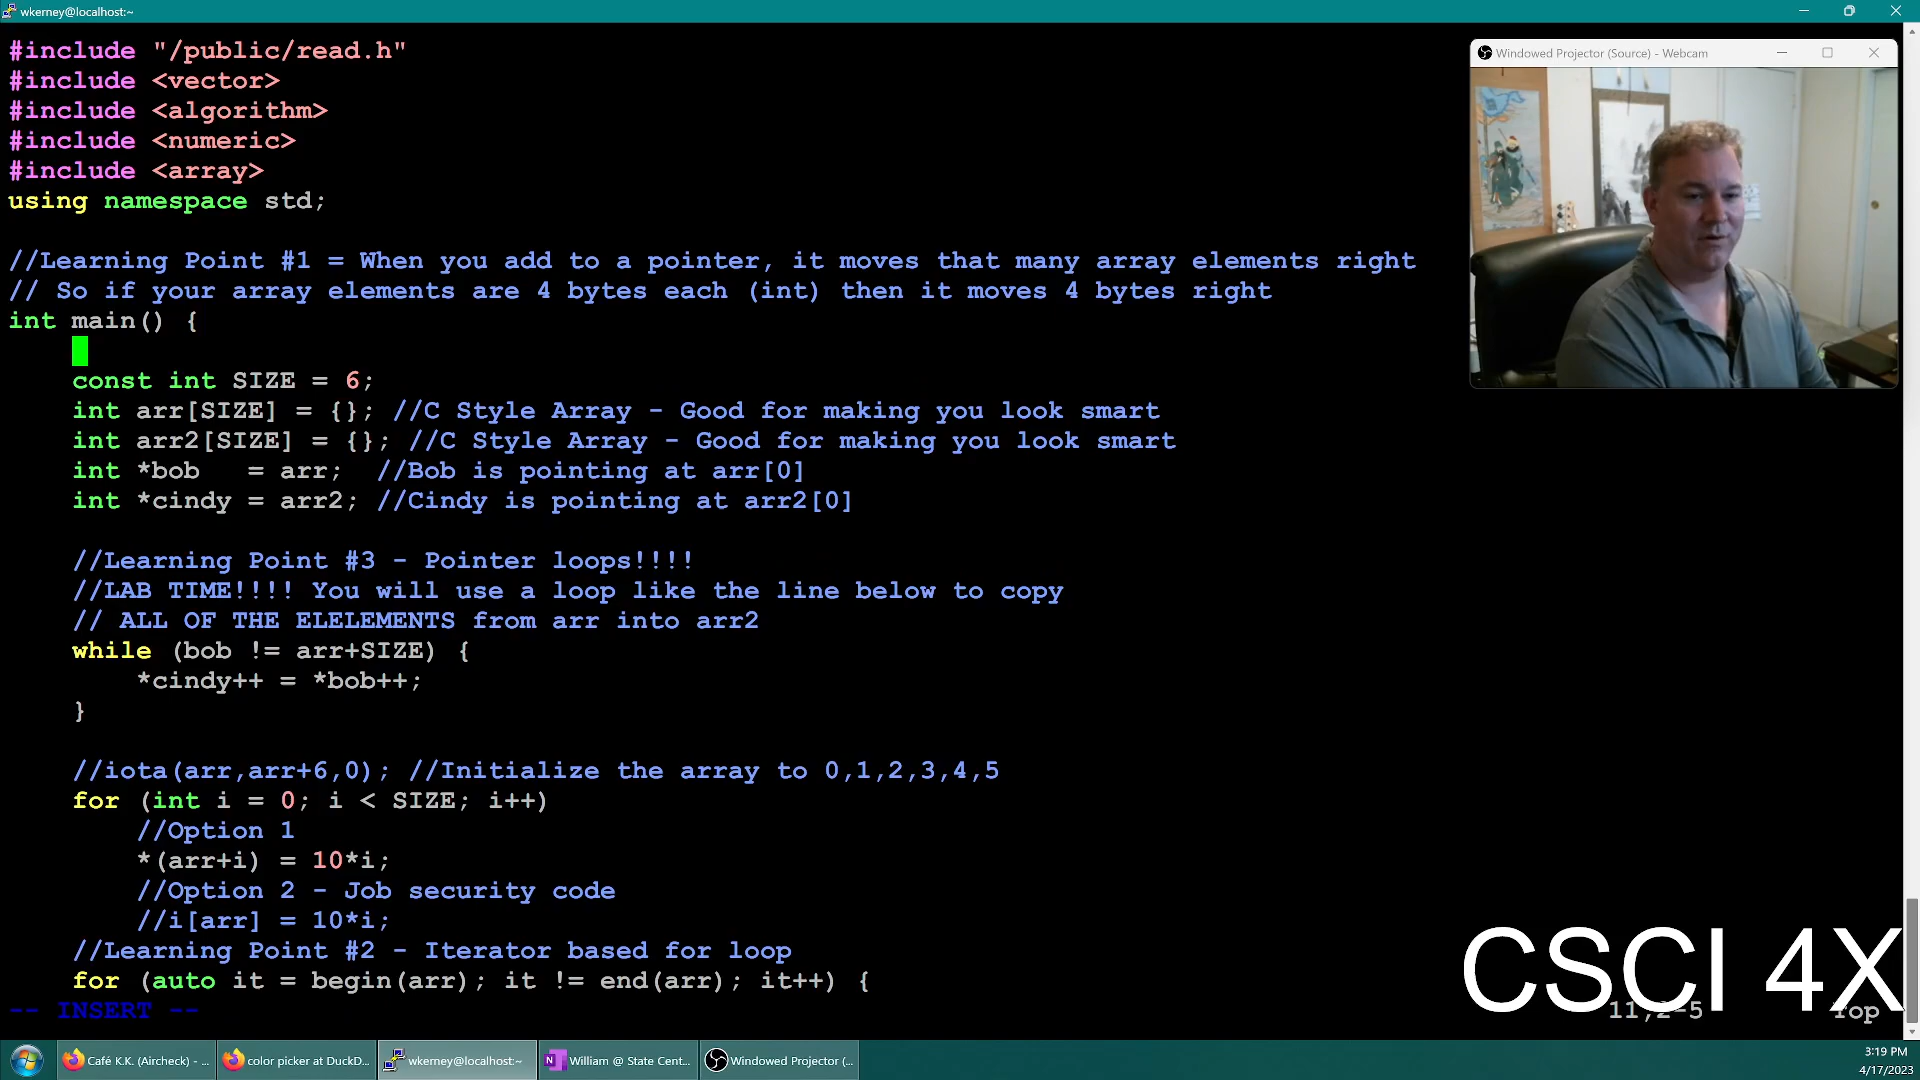 wkerney@localhost:~
#include "/public/read.h"
#include <vector>
#include <algorithm>
#include <numeric>
#include <array>
using namespace std;
//Learning Point #1 = When you add to a pointer, it moves that many array elements right
// So if your array elements are 4 bytes each (int) then it moves 4 bytes right
int main() {
const int SIZE = 6;
int arr[SIZE] = {}; //C Style Array - Good for making you look smart
int arr2[SIZE] = {}; //C Style Array - Good for making you look smart
int *bob   = arr;  //Bob is pointing at arr[0]
int *cindy = arr2; //Cindy is pointing at arr2[0]
//Learning Point #3 - Pointer loops!!!!
//LAB TIME!!!! You will use a loop like the line below to copy
// ALL OF THE ELELEMENTS from arr into arr2
while (bob != arr+SIZE) {
*cindy++ = *bob++;
}
//iota(arr,arr+6,0); //Initialize the array to 0,1,2,3,4,5
for (int i = 0; i < SIZE; i++)
//Option 1
*(arr+i) = 10*i;
//Option 2 - Job security code
//i[arr] = 10*i;
//Learning Point #2 - Iterator based for loop
for (auto it = begin(arr); it != end(arr); it++) {
-- INSERT --
11,2-5
Top
Windowed Projector (Source) - Webcam
CSCI 4X
Café K.K. (Aircheck) - ...
color picker at DuckD...
wkerney@localhost:~
William @ State Cent...
Windowed Projector (...
3:19 PM
4/17/2023